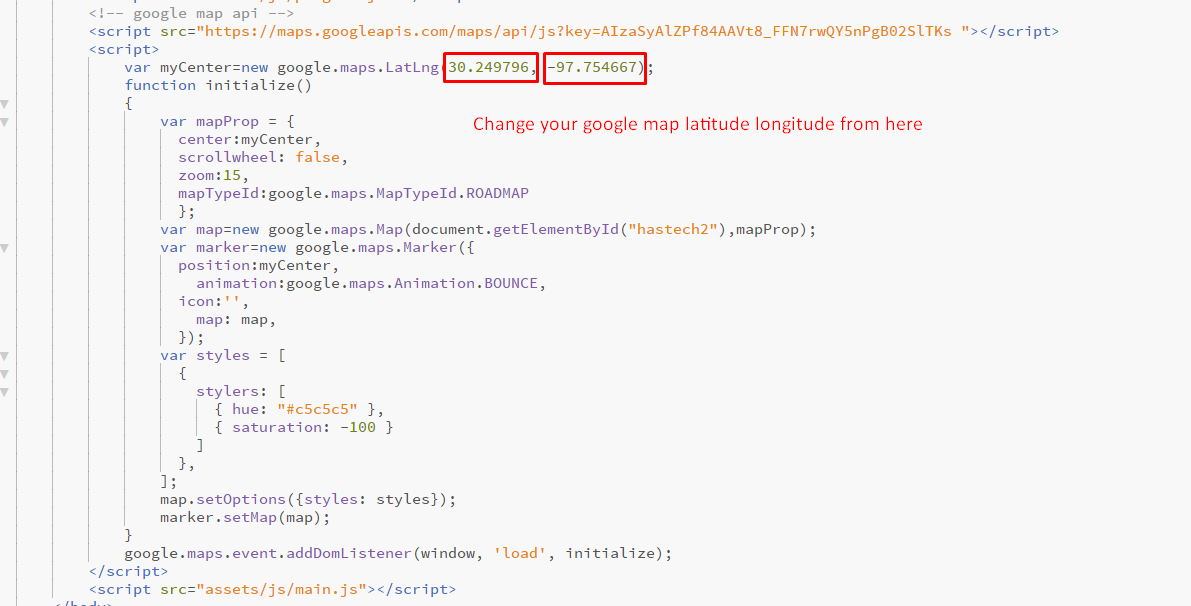 <!-- google map api -->
<script src="https://maps.googleapis.com/maps/api/js?key=AIzaSyAlZPf84AAVt8_FFN7rwQY5nPgB02SlTKs "></script>
<script>
var myCenter=new google.maps.LatLng(30.249796, -97.754667);
function initialize()
{
var mapProp = {
Change your google map latitude longitude from here
center:myCenter,
scrollwheel: false,
zoom:15,
mapTypeId:google.maps.MapTypeId.ROADMAP
};
var map=new google.maps.Map(document.getElementById("hastech2"),mapProp);
var marker=new google.maps.Marker({
position:myCenter,
animation:google.maps.Animation.BOUNCE,
icon:'',
map: map,
});
var styles = [
{
stylers: [
{ hue: "#c5c5c5" },
{ saturation: -100 }
]
},
];
map.setOptions({styles: styles});
marker.setMap(map);
}
google.maps.event.addDomListener(window, 'load', initialize);
</script>
<script src="assets/js/main.js"></script>